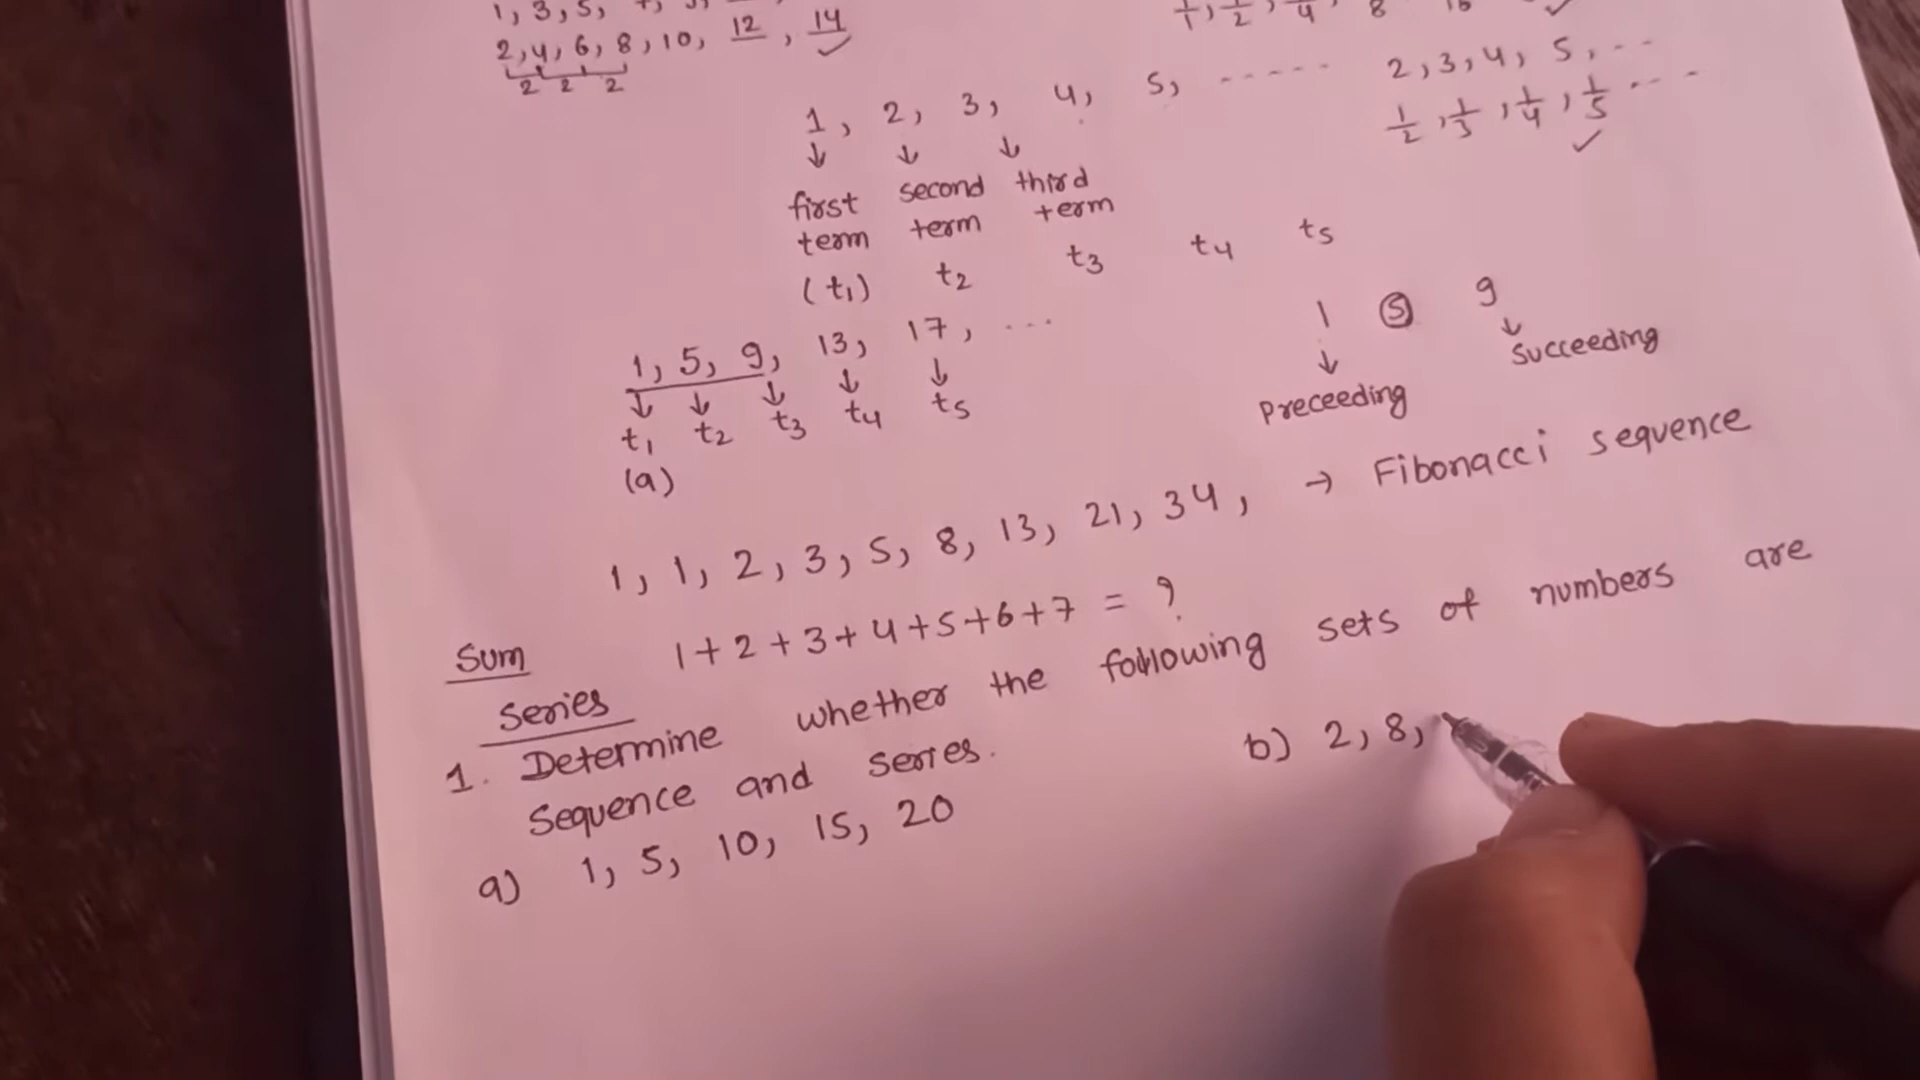 1, 3, 5,
2, 4, 6, 8, 10, 12, 14
2 2 2
8
2, 3, 4, 5, ...
1/2, 1/3, 1/4, 1/5 ...
1, 2, 3, 4, 5, .....
first second third
term term term
(t1) t2 t3 t4 t5
1, 5, 9, 13, 17, ...
t1 t2 t3 t4 t5
(a)
1 5 9
preceeding Succeeding
1, 1, 2, 3, 5, 8, 13, 21, 34, → Fibonacci sequence
Sum 1+2+3+4+5+6+7 = ?
Series
1. Determine whether the following sets of numbers are
Sequence and series.
a) 1, 5, 10, 15, 20
b) 2, 8,